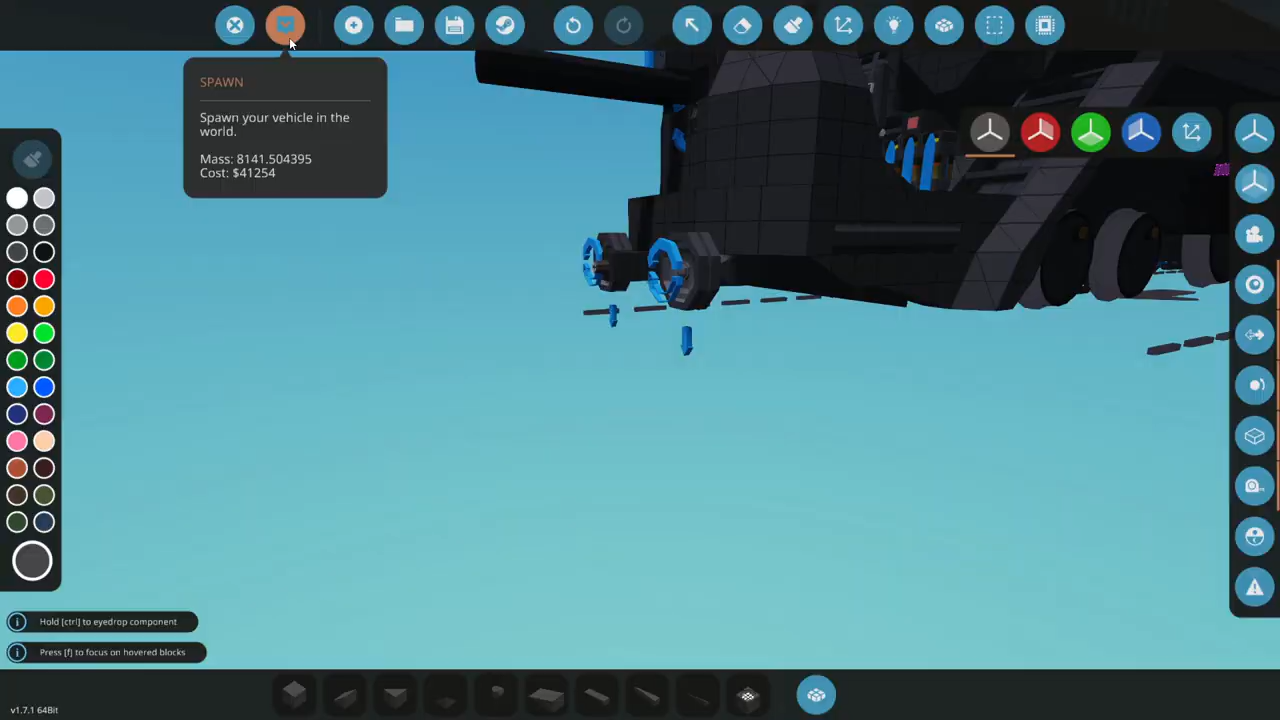 SPAWN
Spawn your vehicle in the
world.
Mass: 8141.504395
Cost: $41254
Hold [ctrl] to eyedrop component
Press [f] to focus on hovered blocks
v1.7.1 64Bit